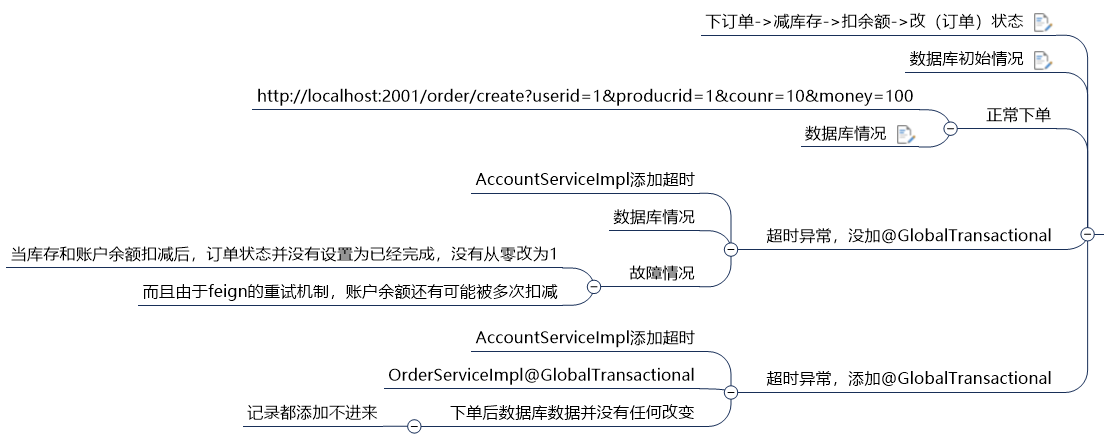 下订单->减库存->扣余额->改（订单）状态
数据库初始情况
正常下单
http://localhost:2001/order/create?userid=1&producrid=1&counr=10&money=100
数据库情况
超时异常，没加@GlobalTransactional
AccountServiceImpl添加超时
数据库情况
故障情况
当库存和账户余额扣减后，订单状态并没有设置为已经完成，没有从零改为1
而且由于feign的重试机制，账户余额还有可能被多次扣减
超时异常，添加@GlobalTransactional
AccountServiceImpl添加超时
OrderServiceImpl@GlobalTransactional
下单后数据库数据并没有任何改变
记录都添加不进来